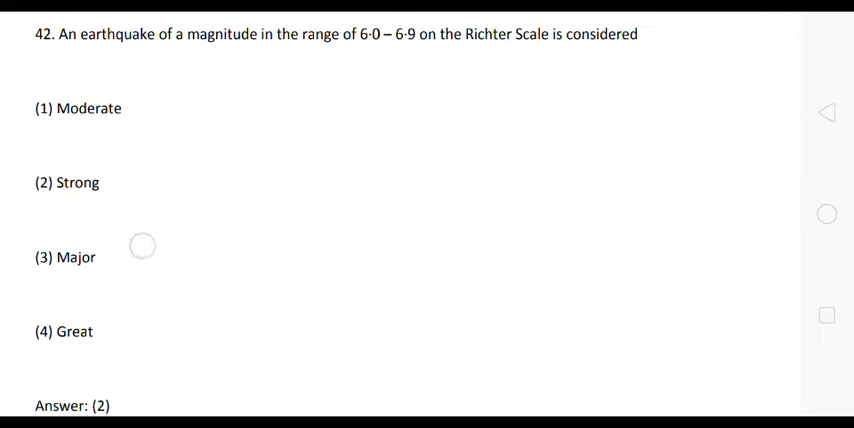 42. An earthquake of a magnitude in the range of 6·0 – 6·9 on the Richter Scale is considered
(1) Moderate
(2) Strong
(3) Major
(4) Great
Answer: (2)